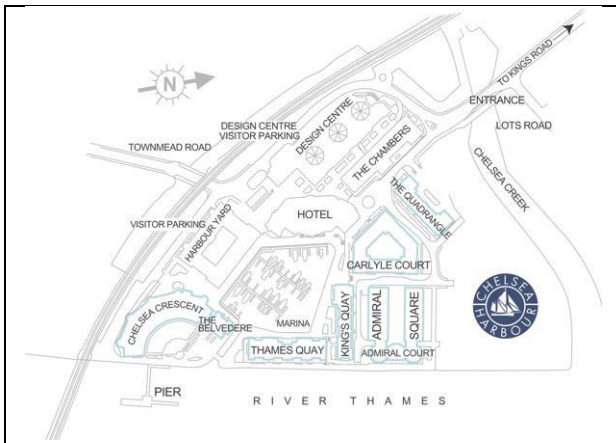 TO KINGS ROAD
N
ENTRANCE
LOTS ROAD
DESIGN CENTRE
VISITOR PARKING
DESIGN CENTRE
TOWNMEAD ROAD
THE CHAMBERS
CHELSEA CREEK
THE QUADRANGLE
HOTEL
VISITOR PARKING
HARBOUR YARD
CARLYLE COURT
CHELSEA HARBOUR
CHELSEA CRESCENT
THE
BELVEDERE
MARINA
KING'S QUAY
ADMIRAL
SQUARE
THAMES QUAY
ADMIRAL COURT
PIER
RIVER THAMES